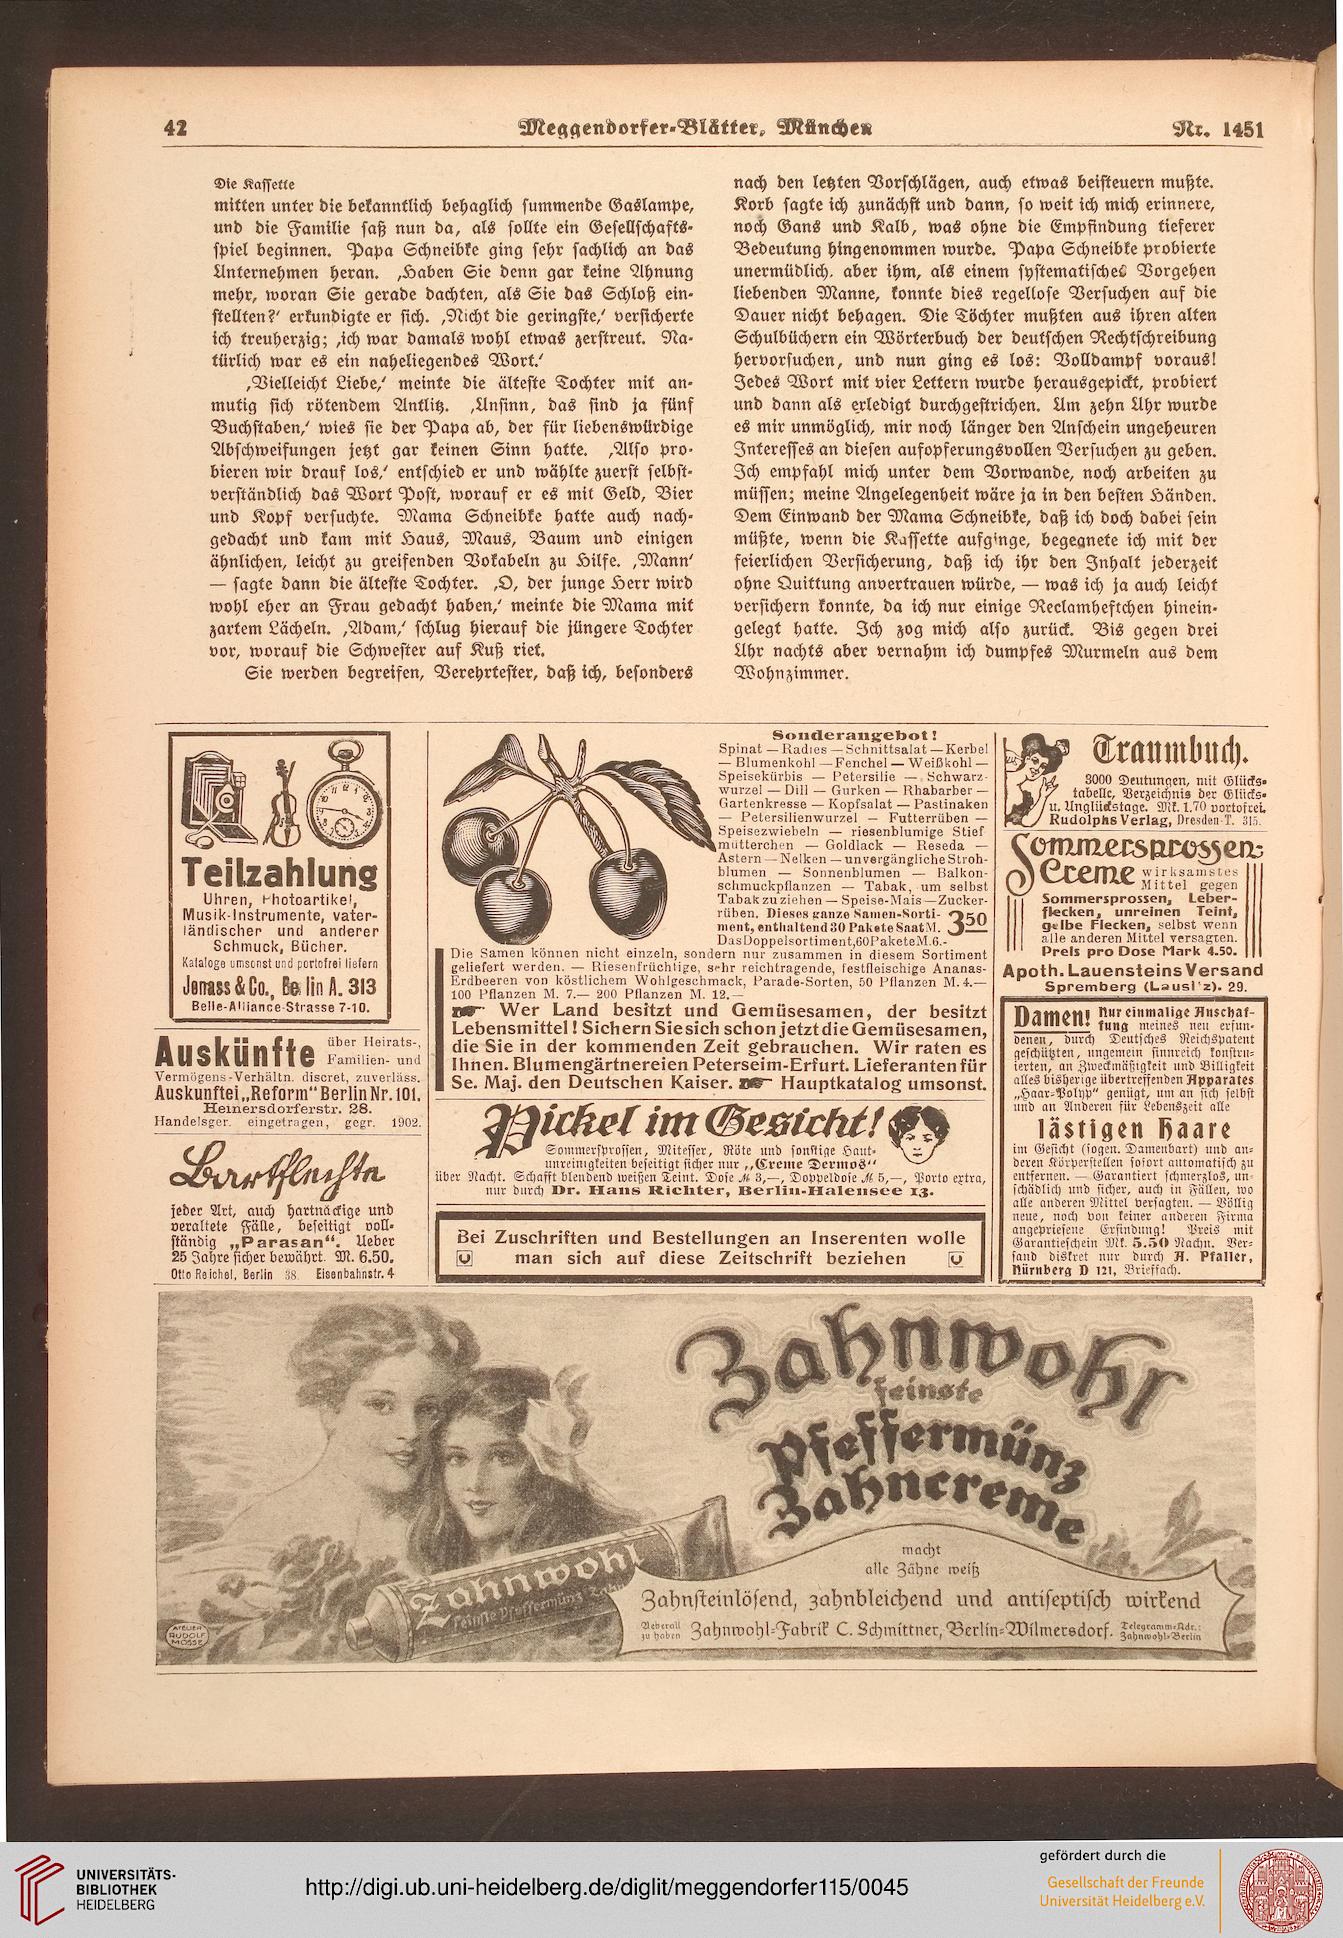 42
Meggendorfer-Blätter, München
Nr. 1451
Die Kassette
mitten unter die bekanntlich behaglich summende Gaslampe,
und die Familie saß nun da, als sollte ein Gesellschafts-
spiel beginnen. Papa Schneibke ging sehr sachlich an das
Unternehmen heran. ‚Haben Sie denn gar keine Ahnung
mehr, woran Sie gerade dachten, als Sie das Schloß ein-
stellten?‘ erkundigte er sich. ‚Nicht die geringste,‘ versicherte
ich treuherzig; ‚ich war damals wohl etwas zerstreut. Na-
türlich war es ein naheliegendes Wort.‘
‚Vielleicht Liebe,‘ meinte die älteste Tochter mit an-
mutig sich rötendem Antlitz. ‚Unsinn, das sind ja fünf
Buchstaben,‘ wies sie der Papa ab, der für liebenswürdige
Abschweifungen jetzt gar keinen Sinn hatte. ‚Also pro-
bieren wir drauf los,‘ entschied er und wählte zuerst selbst-
verständlich das Wort Post, worauf er es mit Geld, Bier
und Kopf versuchte. Mama Schneibke hatte auch nach-
gedacht und kam mit Haus, Maus, Baum und einigen
ähnlichen, leicht zu greifenden Vokabeln zu Hilfe. ‚Mann‘
— sagte dann die älteste Tochter. ‚O, der junge Herr wird
wohl eher an Frau gedacht haben,‘ meinte die Mama mit
zartem Lächeln. ‚Adam,‘ schlug hierauf die jüngere Tochter
vor, worauf die Schwester auf Kuß riet.
Sie werden begreifen, Verehrtester, daß ich, besonders
nach den letzten Vorschlägen, auch etwas beisteuern mußte.
Korb sagte ich zunächst und dann, so weit ich mich erinnere,
noch Gans und Kalb, was ohne die Empfindung tieferer
Bedeutung hingenommen wurde. Papa Schneibke probierte
unermüdlich. aber ihm, als einem systematisches Vorgehen
liebenden Manne, konnte dies regellose Versuchen auf die
Dauer nicht behagen. Die Töchter mußten aus ihren alten
Schulbüchern ein Wörterbuch der deutschen Rechtschreibung
hervorsuchen, und nun ging es los: Volldampf voraus!
Jedes Wort mit vier Lettern wurde herausgepickt, probiert
und dann als erledigt durchgestrichen. Um zehn Uhr wurde
es mir unmöglich, mir noch länger den Anschein ungeheuren
Interesses an diesen aufopferungsvollen Versuchen zu geben.
Ich empfahl mich unter dem Vorwande, noch arbeiten zu
müssen; meine Angelegenheit wäre ja in den besten Händen.
Dem Einwand der Mama Schneibke, daß ich doch dabei sein
müßte, wenn die Kassette aufginge, begegnete ich mit der
feierlichen Versicherung, daß ich ihr den Inhalt jederzeit
ohne Quittung anvertrauen würde, — was ich ja auch leicht
versichern konnte, da ich nur einige Reclamheftchen hinein-
gelegt hatte. Ich zog mich also zurück. Bis gegen drei
Uhr nachts aber vernahm ich dumpfes Murmeln aus dem
Wohnzimmer.
Teilzahlung
Uhren, Photoartikel,
Musik-Instrumente, vater-
ländischer und anderer
Schmuck, Bücher.
Kataloge umsonst und portofrei liefern
Jonass & Co., Berlin A. 313
Belle-Alliance-Strasse 7-10.
Auskünfte
über Heirats-,
Familien- und
Vermögens-Verhältn. discret, zuverläss.
Auskunftei „Reform“ Berlin Nr. 101.
Heinersdorferstr. 28.
Handelsger. eingetragen, gegr. 1902.
Bartflechte
jeder Art, auch hartnäckige und
veraltete Fälle, beseitigt voll-
ständig „Parasan“. Ueber
25 Jahre sicher bewährt. M. 6.50.
Otto Reichel, Berlin 38. Eisenbahnstr. 4
Sonderangebot!
Spinat — Radies — Schnittsalat — Kerbel
— Blumenkohl — Fenchel — Weißkohl —
Speisekürbis — Petersilie — Schwarz-
wurzel — Dill — Gurken — Rhabarber —
Gartenkresse — Kopfsalat — Pastinaken
— Petersilienwurzel — Futterrüben —
Speisezwiebeln — riesenblumige Stief
mütterchen — Goldlack — Reseda —
Astern — Nelken — unvergängliche Stroh-
blumen — Sonnenblumen — Balkon-
schmuckpflanzen — Tabak, um selbst
Tabak zu ziehen — Speise-Mais — Zucker-
rüben. Dieses ganze Samen-Sorti-
ment, enthaltend 30 Pakete Saat M. 3 50
Das Doppelsortiment, 60 Pakete M. 6.-
Die Samen können nicht einzeln, sondern nur zusammen in diesem Sortiment
geliefert werden. — Riesenfrüchtige, sehr reichtragende, festfleischige Ananas-
Erdbeeren von köstlichem Wohlgeschmack, Parade-Sorten, 50 Pflanzen M. 4.—
100 Pflanzen M. 7.— 200 Pflanzen M. 12.—
Wer Land besitzt und Gemüsesamen, der besitzt
Lebensmittel! Sichern Sie sich schon jetzt die Gemüsesamen,
die Sie in der kommenden Zeit gebrauchen. Wir raten es
Ihnen. Blumengärtnereien Peterseim-Erfurt. Lieferanten für
Se. Maj. den Deutschen Kaiser. Hauptkatalog umsonst.
Pickel im Gesicht!
Sommersprossen, Mitesser, Röte und sonstige Haut-
unreinigkeiten beseitigt sicher nur „Creme Dermos“
über Nacht. Schafft blendend weißen Teint. Dose M 3,—, Doppeldose M 5,—, Porto extra,
nur durch Dr. Hans Richter, Berlin-Halensee 13.
Bei Zuschriften und Bestellungen an Inserenten wolle
man sich auf diese Zeitschrift beziehen
Traumbuch.
3000 Deutungen, mit Glücks-
tabelle, Verzeichnis der Glücks-
u. Unglückstage. Mk. 1.70 portofrei.
Rudolphs Verlag, Dresden-T. 315.
Sommersprossen-
Creme
wirksamstes
Mittel gegen
Sommersprossen, Leber-
flecken, unreinen Teint,
gelbe Flecken, selbst wenn
alle anderen Mittel versagten.
Preis pro Dose Mark 4.50.
Apoth. Lauensteins Versand
Spremberg (Lausitz). 29.
Damen!
Nur einmalige Anschaf-
fung meines neu erfun-
denen, durch Deutsches Reichspatent
geschützten, ungemein sinnreich konstru-
ierten, an Zweckmäßigkeit und Billigkeit
alles bisherige übertreffenden Apparates
„Haar-Polyp“ genügt, um an sich selbst
und an Anderen für Lebenszeit alle
lästigen Haare
im Gesicht (sogen. Damenbart) und an-
deren Körperstellen sofort automatisch zu
entfernen. — Garantiert schmerzlos, un-
schädlich und sicher, auch in Fällen, wo
alle anderen Mittel versagten. — Völlig
neue, noch von keiner anderen Firma
angepriesene Erfindung! Preis mit
Garantieschein Mk. 5.50 Nachn. Ver-
sand diskret nur durch A. Pfaller,
Nürnberg D 121, Brieffach.
Zahnwohl
feinste
Pfeffermünz
Zahncreme
macht
alle Zähne weiß
Zahnsteinlösend, zahnbleichend und antiseptisch wirkend
Ueberall
zu haben
Zahnwohl-Fabrik C. Schmittner, Berlin-Wilmersdorf.
Telegramm-Adr.:
Zahnwohl-Berlin
Zahnwohl
feinste Pfeffermünz Zahn
ATELIER
RUDOLF
MOSSE
UNIVERSITÄTS-
BIBLIOTHEK
HEIDELBERG
http://digi.ub.uni-heidelberg.de/diglit/meggendorfer115/0045
gefördert durch die
Gesellschaft der Freunde
Universität Heidelberg e.V.